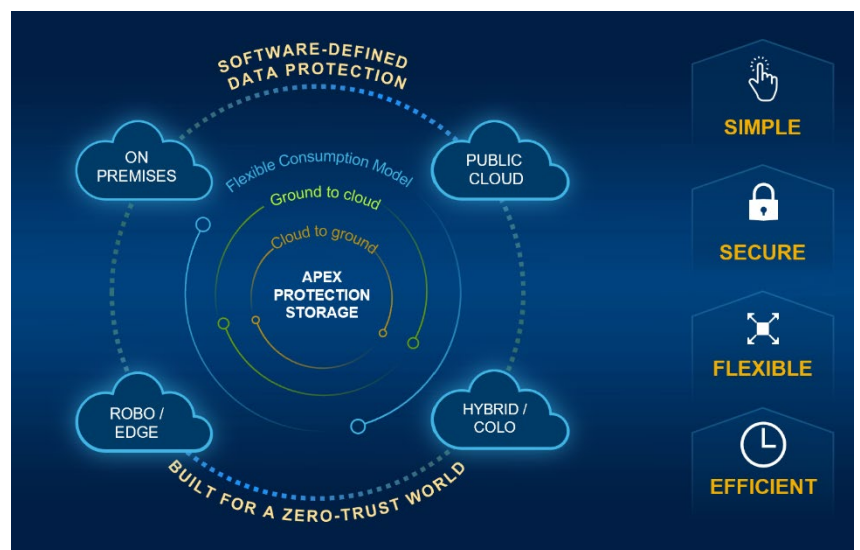 SOFTWARE-DEFINED
DATA PROTECTION
ON
PREMISES
PUBLIC
CLOUD
Flexible Consumption Model
Ground to cloud
Cloud to ground
APEX
PROTECTION
STORAGE
ROBO /
EDGE
HYBRID /
COLO
BUILT FOR A ZERO-TRUST WORLD
SIMPLE
SECURE
FLEXIBLE
EFFICIENT